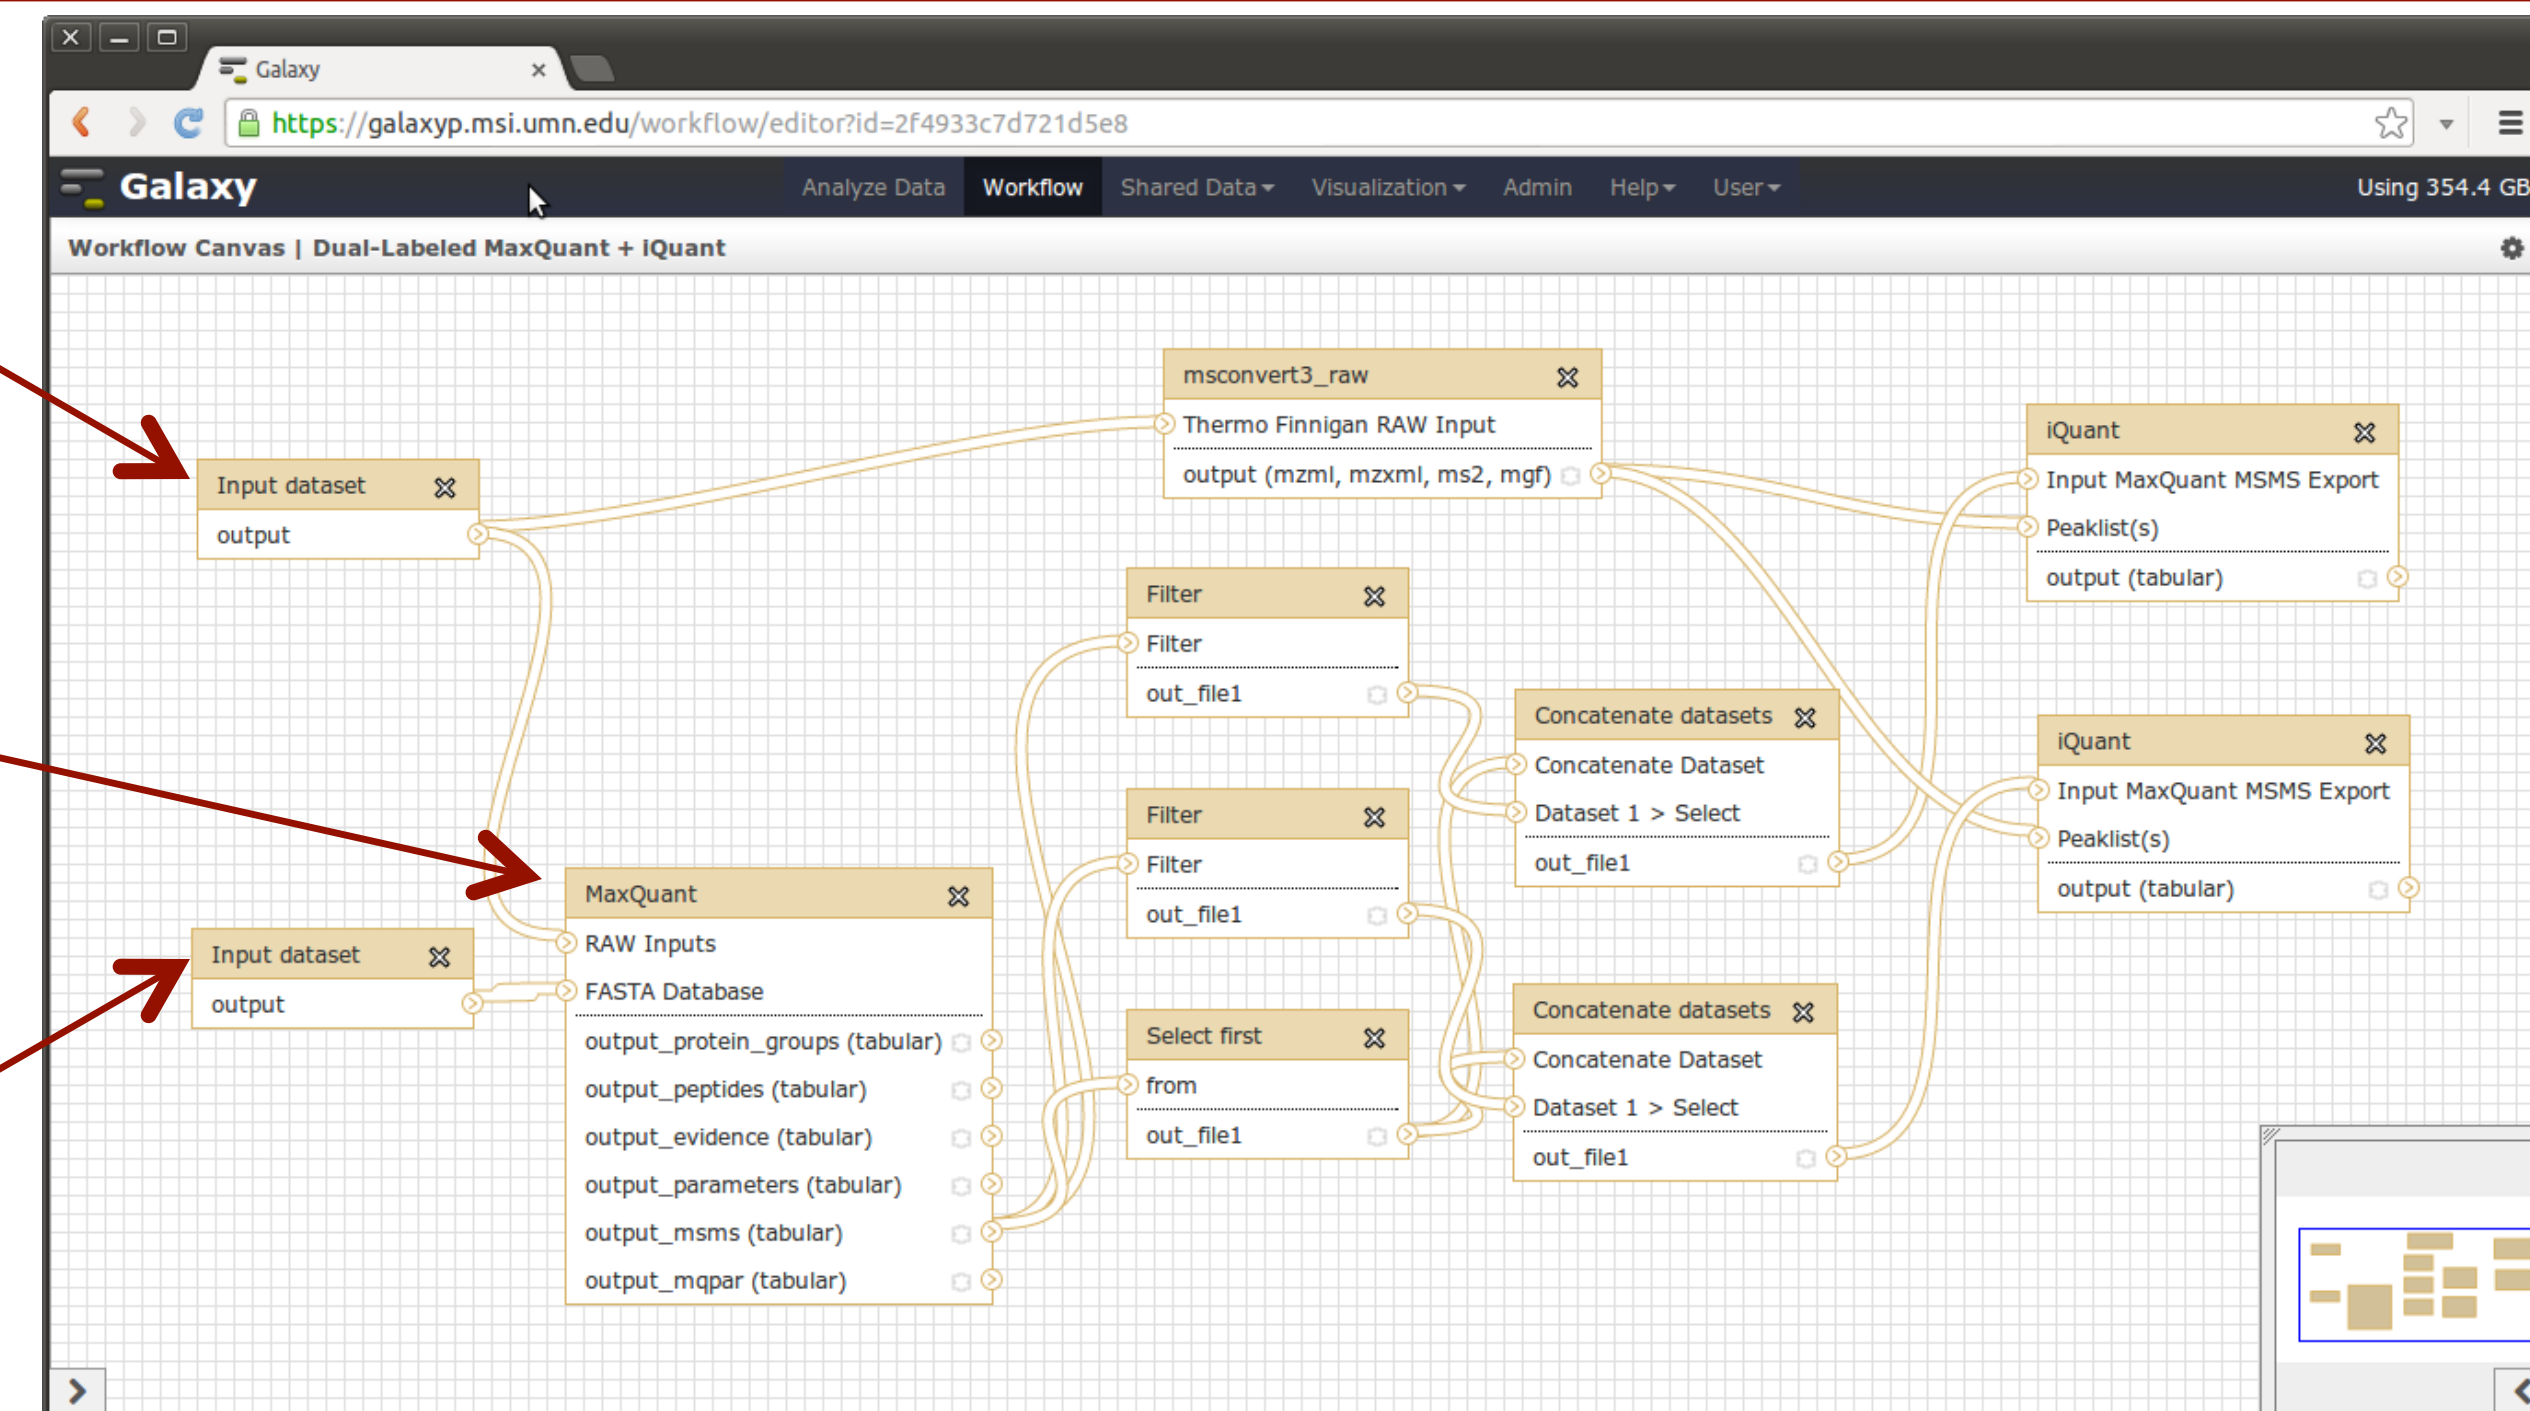 Galaxy
https://galaxyp.msi.umn.edu/workflow/editor?id=2f4933c7d721d5e8
Galaxy
Analyze Data Workflow Shared Data Visualization Admin Help User Using 354.4 GB
Workflow Canvas | Dual-Labeled MaxQuant + iQuant
Input dataset
output
msconvert3_raw
Thermo Finnigan RAW Input
output (mzml, mzxml, ms2, mgf)
iQuant
Input MaxQuant MSMS Export
Peaklist(s)
output (tabular)
Filter
Filter
out_file1
Concatenate datasets
Concatenate Dataset
Dataset 1 > Select
out_file1
iQuant
Input MaxQuant MSMS Export
Peaklist(s)
output (tabular)
Filter
Filter
out_file1
MaxQuant
RAW Inputs
FASTA Database
output_protein_groups (tabular)
output_peptides (tabular)
output_evidence (tabular)
output_parameters (tabular)
output_msms (tabular)
output_mqpar (tabular)
Input dataset
output
Select first
from
out_file1
Concatenate datasets
Concatenate Dataset
Dataset 1 > Select
out_file1